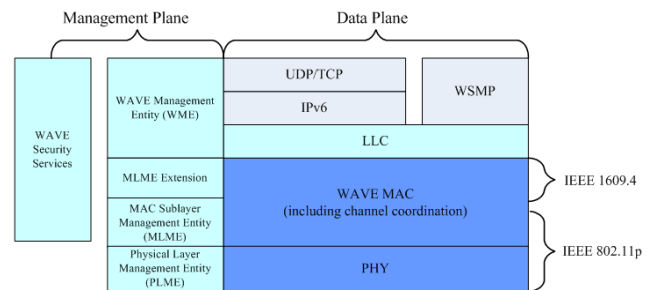 Management Plane
Data Plane
WAVE
Security
Services
WAVE Management
Entity (WME)
UDP/TCP
IPv6
WSMP
LLC
MLME Extension
MAC Sublayer
Management Entity
(MLME)
WAVE MAC
(including channel coordination)
IEEE 1609.4
IEEE 802.11p
Physical Layer
Management Entity
(PLME)
PHY